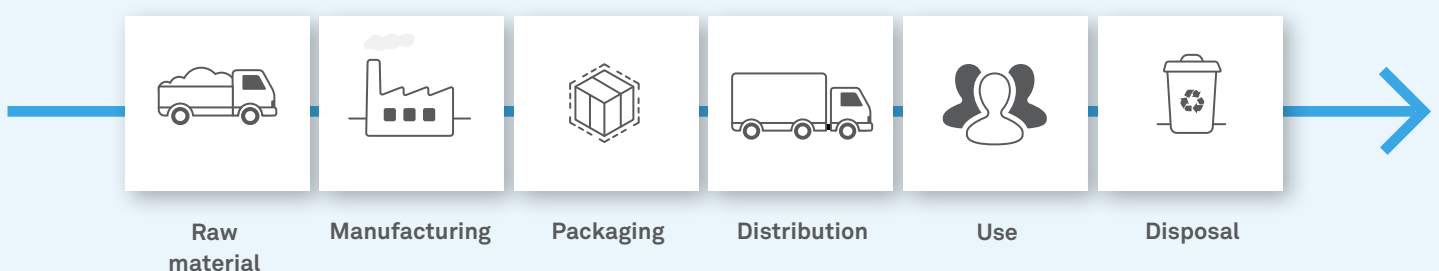 Raw
material
Manufacturing
Packaging
Distribution
Use
Disposal